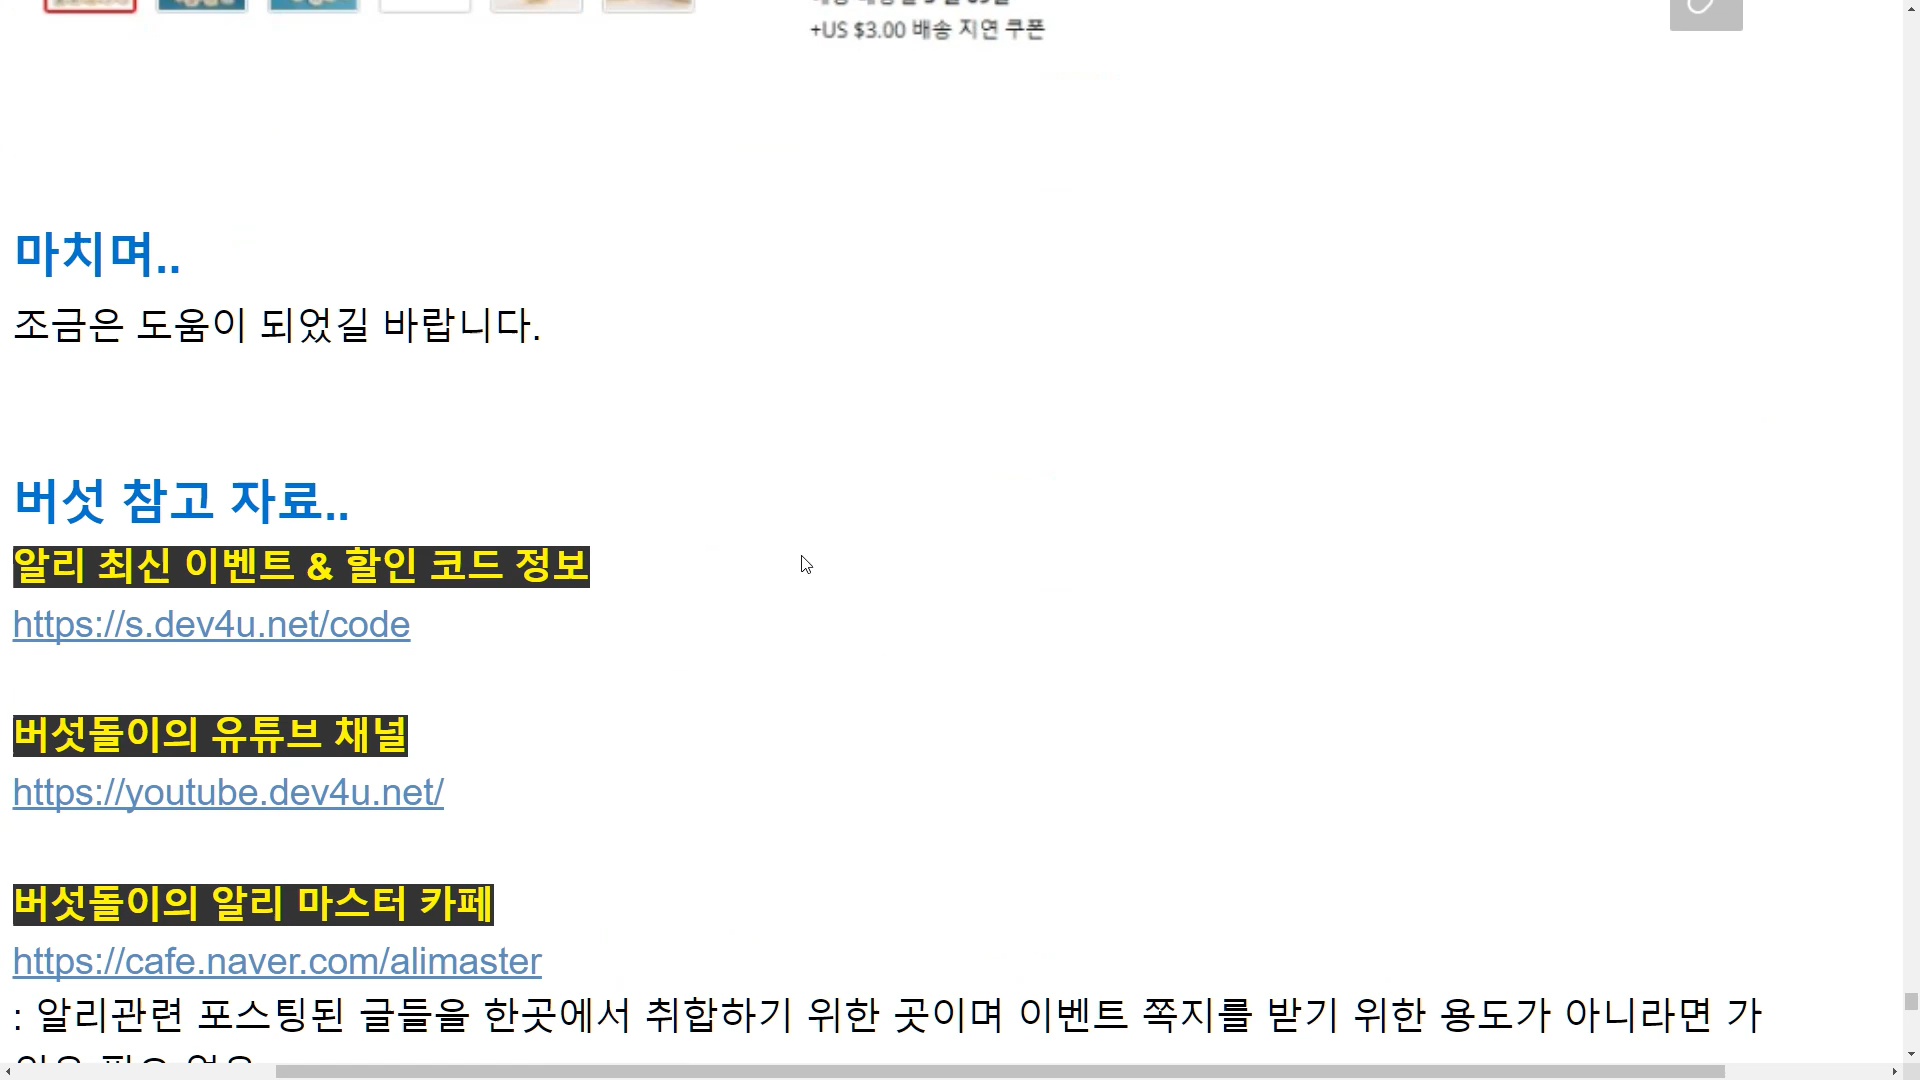 +US $3.00 배송 지연 쿠폰
마치며..
조금은 도움이 되었길 바랍니다.
버섯 참고 자료..
알리 최신 이벤트 & 할인 코드 정보
https://s.dev4u.net/code
버섯돌이의 유튜브 채널
https://youtube.dev4u.net/
버섯돌이의 알리 마스터 카페
https://cafe.naver.com/alimaster
: 알리관련 포스팅된 글들을 한곳에서 취합하기 위한 곳이며 이벤트 쪽지를 받기 위한 용도가 아니라면 가